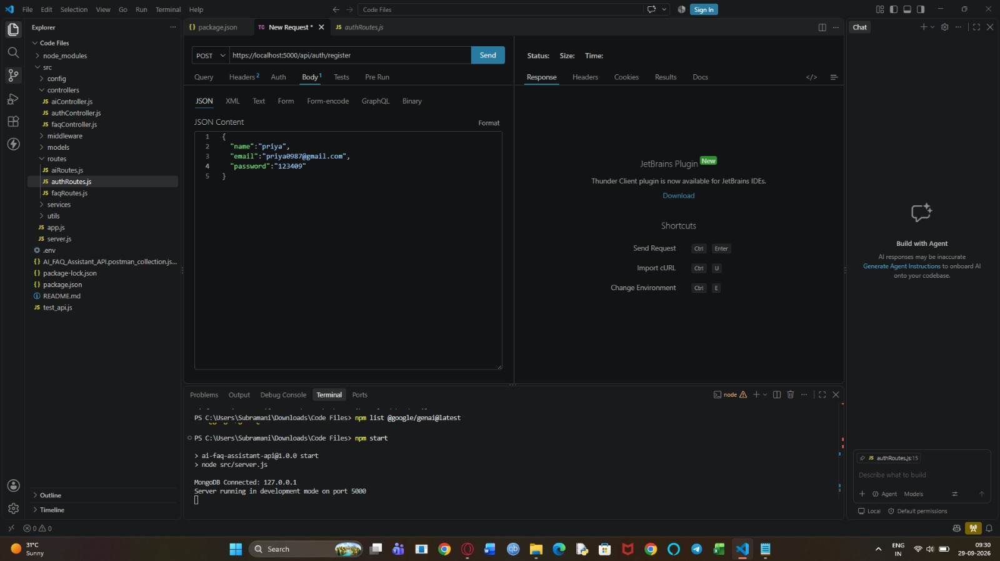 File Edit Selection View Go Run Terminal Help
Code Files
Sign In
Explorer
Code Files
node_modules
src
config
controllers
JS aiController.js
JS authController.js
JS faqController.js
middleware
models
routes
JS aiRoutes.js
JS authRoutes.js
JS faqRoutes.js
services
utils
JS app.js
JS server.js
.env
{} AI_FAQ_Assistant_API.postman_collection.js...
{} package-lock.json
{} package.json
README.md
JS test_api.js
Outline
Timeline
{} package.json
TC New Request *
JS authRoutes.js
POST
https://localhost:5000/api/auth/register
Send
Query Headers 2 Auth Body 1 Tests Pre Run
JSON XML Text Form Form-encode GraphQL Binary
JSON Content
Format
1 {
2 "name":"priya",
3 "email":"priya0987@gmail.com",
4 "password":"123409"
5 }
Status: Size: Time:
Response Headers Cookies Results Docs
</>
JetBrains Plugin New
Thunder Client plugin is now available for JetBrains IDEs.
Download
Shortcuts
Send Request Ctrl Enter
Import cURL Ctrl U
Change Environment Ctrl E
Problems Output Debug Console Terminal Ports
node
PS C:\Users\Subramani\Downloads\Code Files> npm list @google/genai@latest
PS C:\Users\Subramani\Downloads\Code Files> npm start
> ai-faq-assistant-api@1.0.0 start
> node src/server.js
MongoDB Connected: 127.0.0.1
Server running in development mode on port 5000
Chat
Build with Agent
AI responses may be inaccurate
Generate Agent Instructions to onboard AI
onto your codebase.
JS authRoutes.js:15
Describe what to build
Agent Models
Local Default permissions
0 0
31°C
Sunny
Search
ENG
IN
09:30
29-09-2026